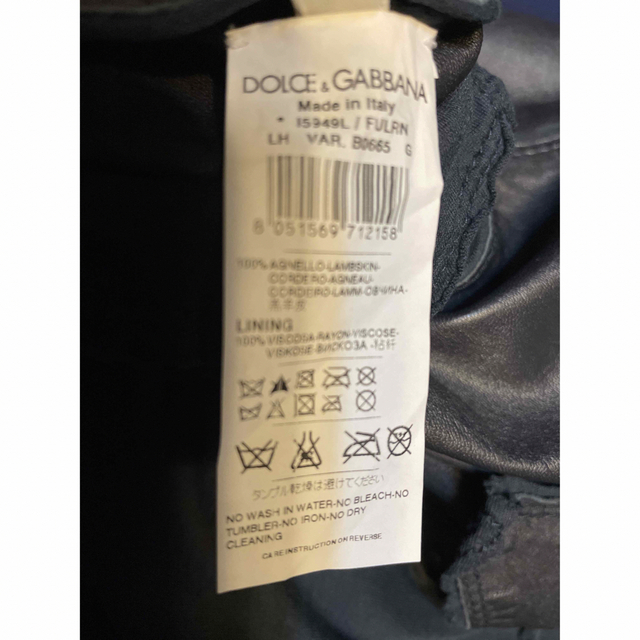 DOLCE & GABBANA
Made in Italy
* I5949L / FULRN
LH VAR. B0665 G
8 051569 712158
100% AGNELLO-LAMBSKIN-
CORDERO-AGNEAU-
CORDEIRO-LAMM-ОВЧИНА-
LINING
100% VISCOSA-RAYON-VISCOSE-
VISKOSE-ВИСКОЗА
タンブル乾燥は避けてください
NO WASH IN WATER-NO BLEACH-NO
TUMBLER-NO IRON-NO DRY
CLEANING
CARE INSTRUCTION ON REVERSE